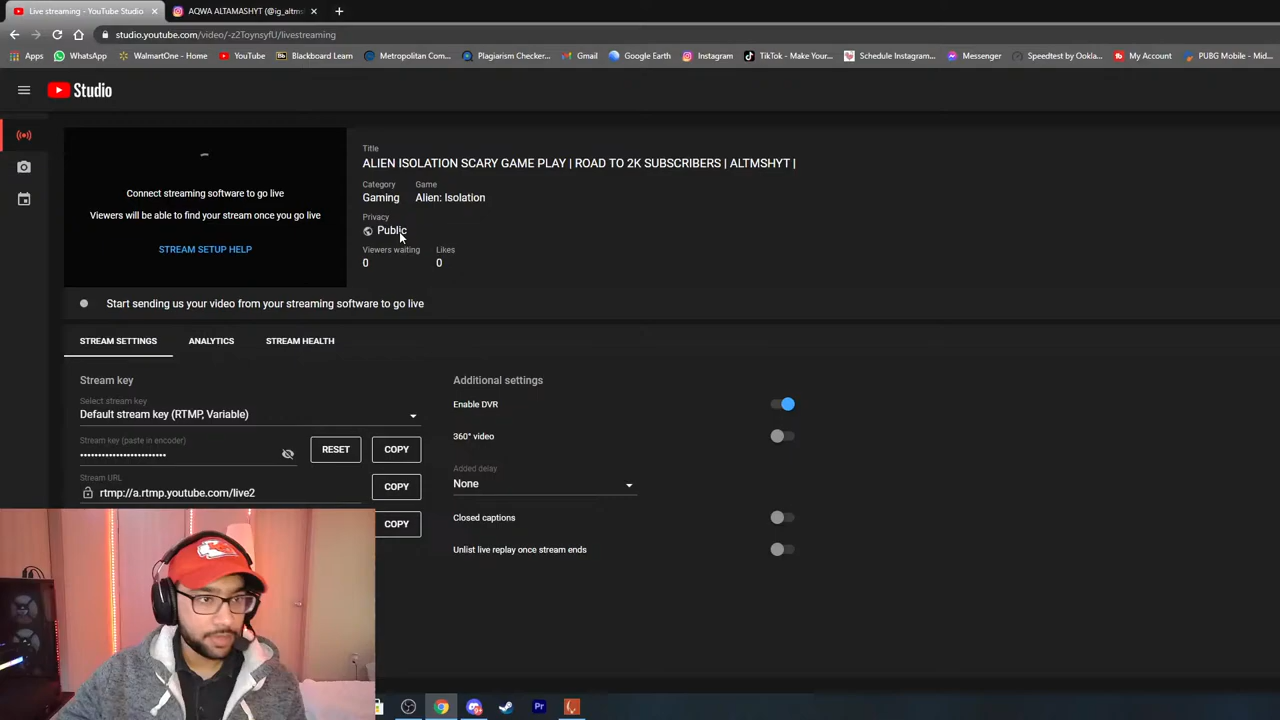 Live streaming - YouTube Studio
AQWA ALTAMASHYT (@ig_altms
studio.youtube.com/video/-z2ToynsyfU/livestreaming
Apps WhatsApp WalmartOne - Home YouTube Blackboard Learn Metropolitan Com... Plagiarism Checker... Gmail Google Earth Instagram TikTok - Make Your... Schedule Instagram... Messenger Speedtest by Ookla... My Account PUBG Mobile - Mid...
Studio
Connect streaming software to go live
Viewers will be able to find your stream once you go live
STREAM SETUP HELP
Title
ALIEN ISOLATION SCARY GAME PLAY | ROAD TO 2K SUBSCRIBERS | ALTMSHYT |
Category Game
Gaming Alien: Isolation
Privacy
Public
Viewers waiting Likes
0 0
Start sending us your video from your streaming software to go live
STREAM SETTINGS ANALYTICS STREAM HEALTH
Stream key
Select stream key
Default stream key (RTMP, Variable)
Stream key (paste in encoder)
RESET COPY
Stream URL
rtmp://a.rtmp.youtube.com/live2
COPY
COPY
Additional settings
Enable DVR
360° video
Added delay
None
Closed captions
Unlist live replay once stream ends
Pr